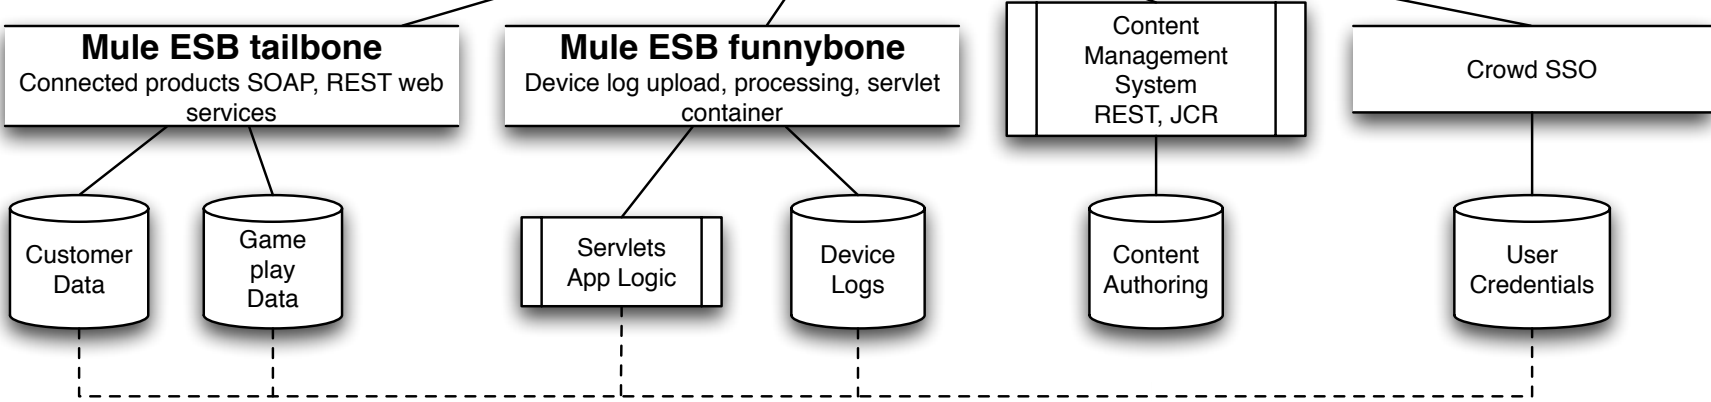 Mule ESB tailbone
Connected products SOAP, REST web
services
Mule ESB funnybone
Device log upload, processing, servlet
container
Content
Management
System
REST, JCR
Crowd SSO
Customer
Data
Game
play
Data
Servlets
App Logic
Device
Logs
Content
Authoring
User
Credentials